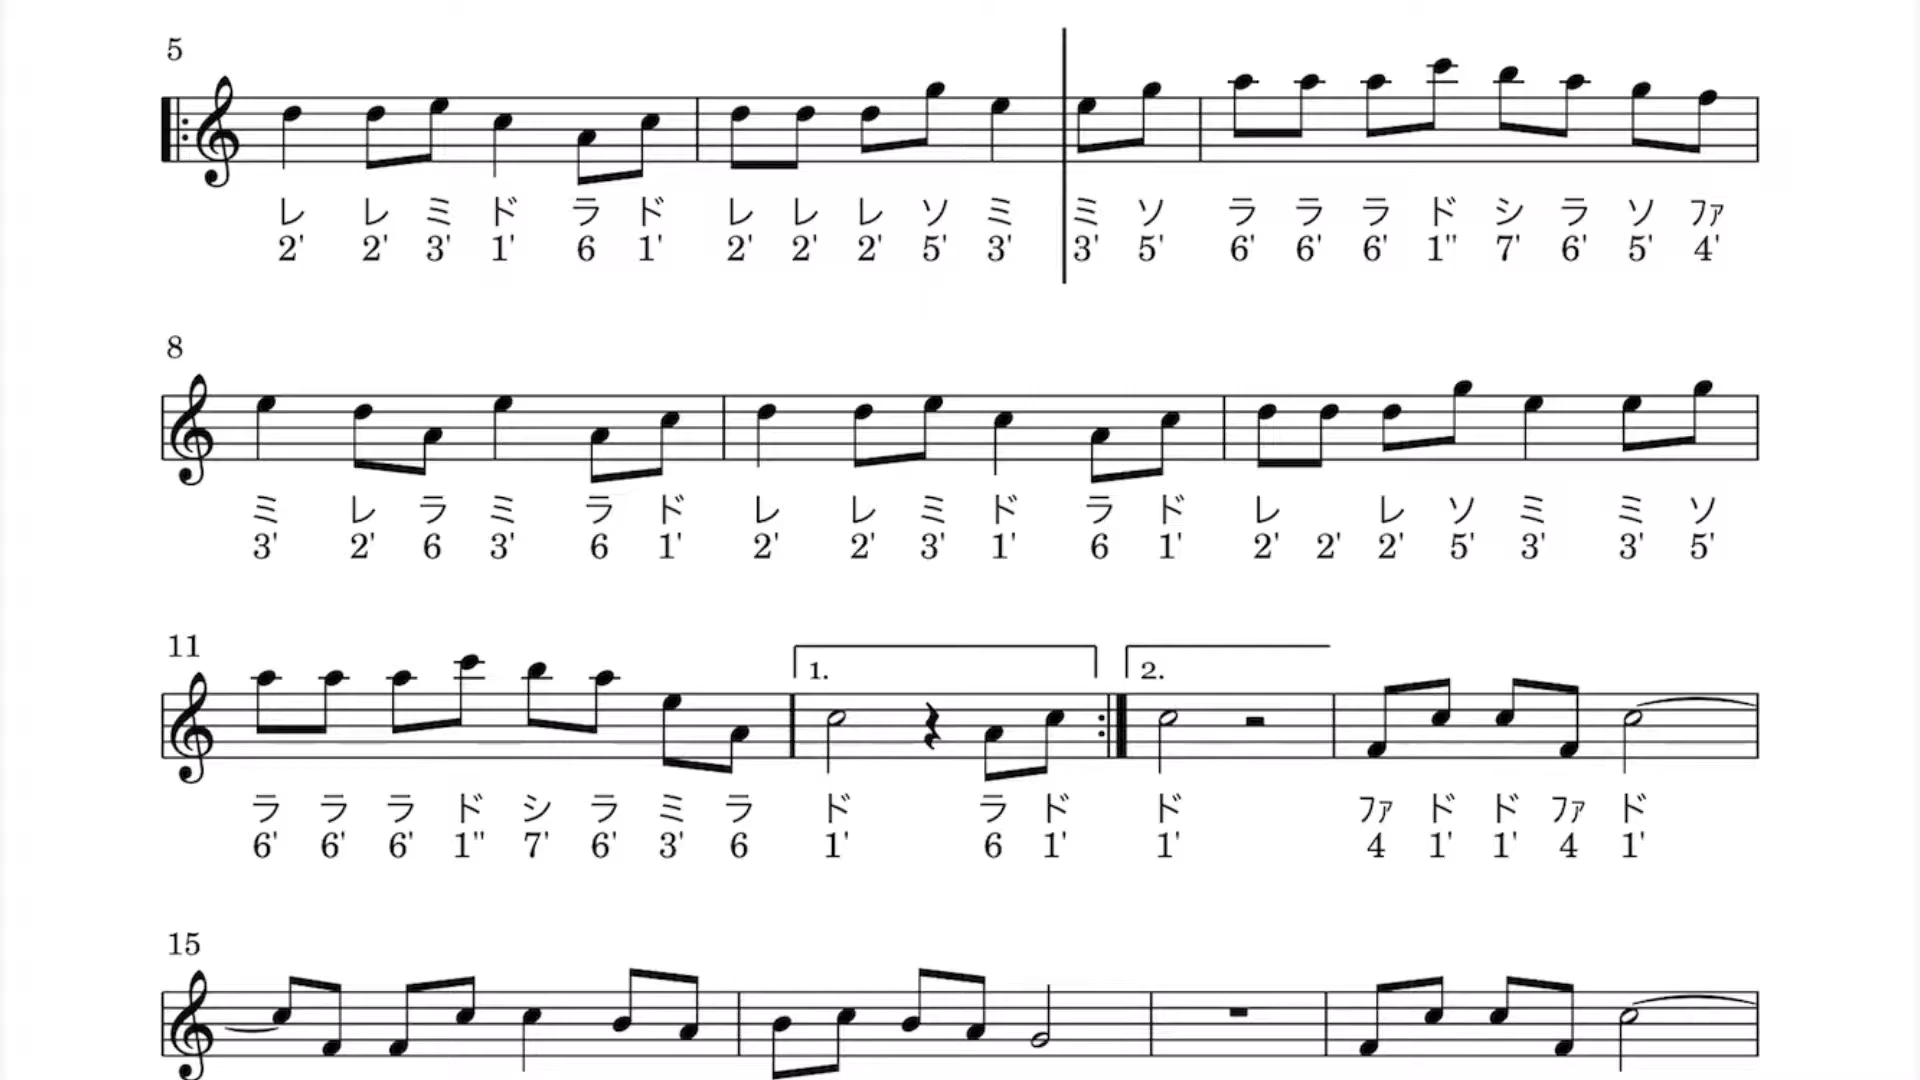 5
レ レ ミ ド ラ ド レ レ レ ソ ミ ミ ソ ラ ラ ラ ド シ ラ ソ ファ
2' 2' 3' 1' 6 1' 2' 2' 2' 5' 3' 3' 5' 6' 6' 6' 1" 7' 6' 5' 4'
8
ミ レ ラ ミ ラ ド レ レ ミ ド ラ ド レ レ ソ ミ ミ ソ
3' 2' 6 3' 6 1' 2' 2' 3' 1' 6 1' 2' 2' 2' 5' 3' 3' 5'
11
1. 2.
ラ ラ ラ ド シ ラ ミ ラ ド ラ ド ド ファ ド ド ファ ド
6' 6' 6' 1" 7' 6' 3' 6 1' 6 1' 1' 4 1' 1' 4 1'
15